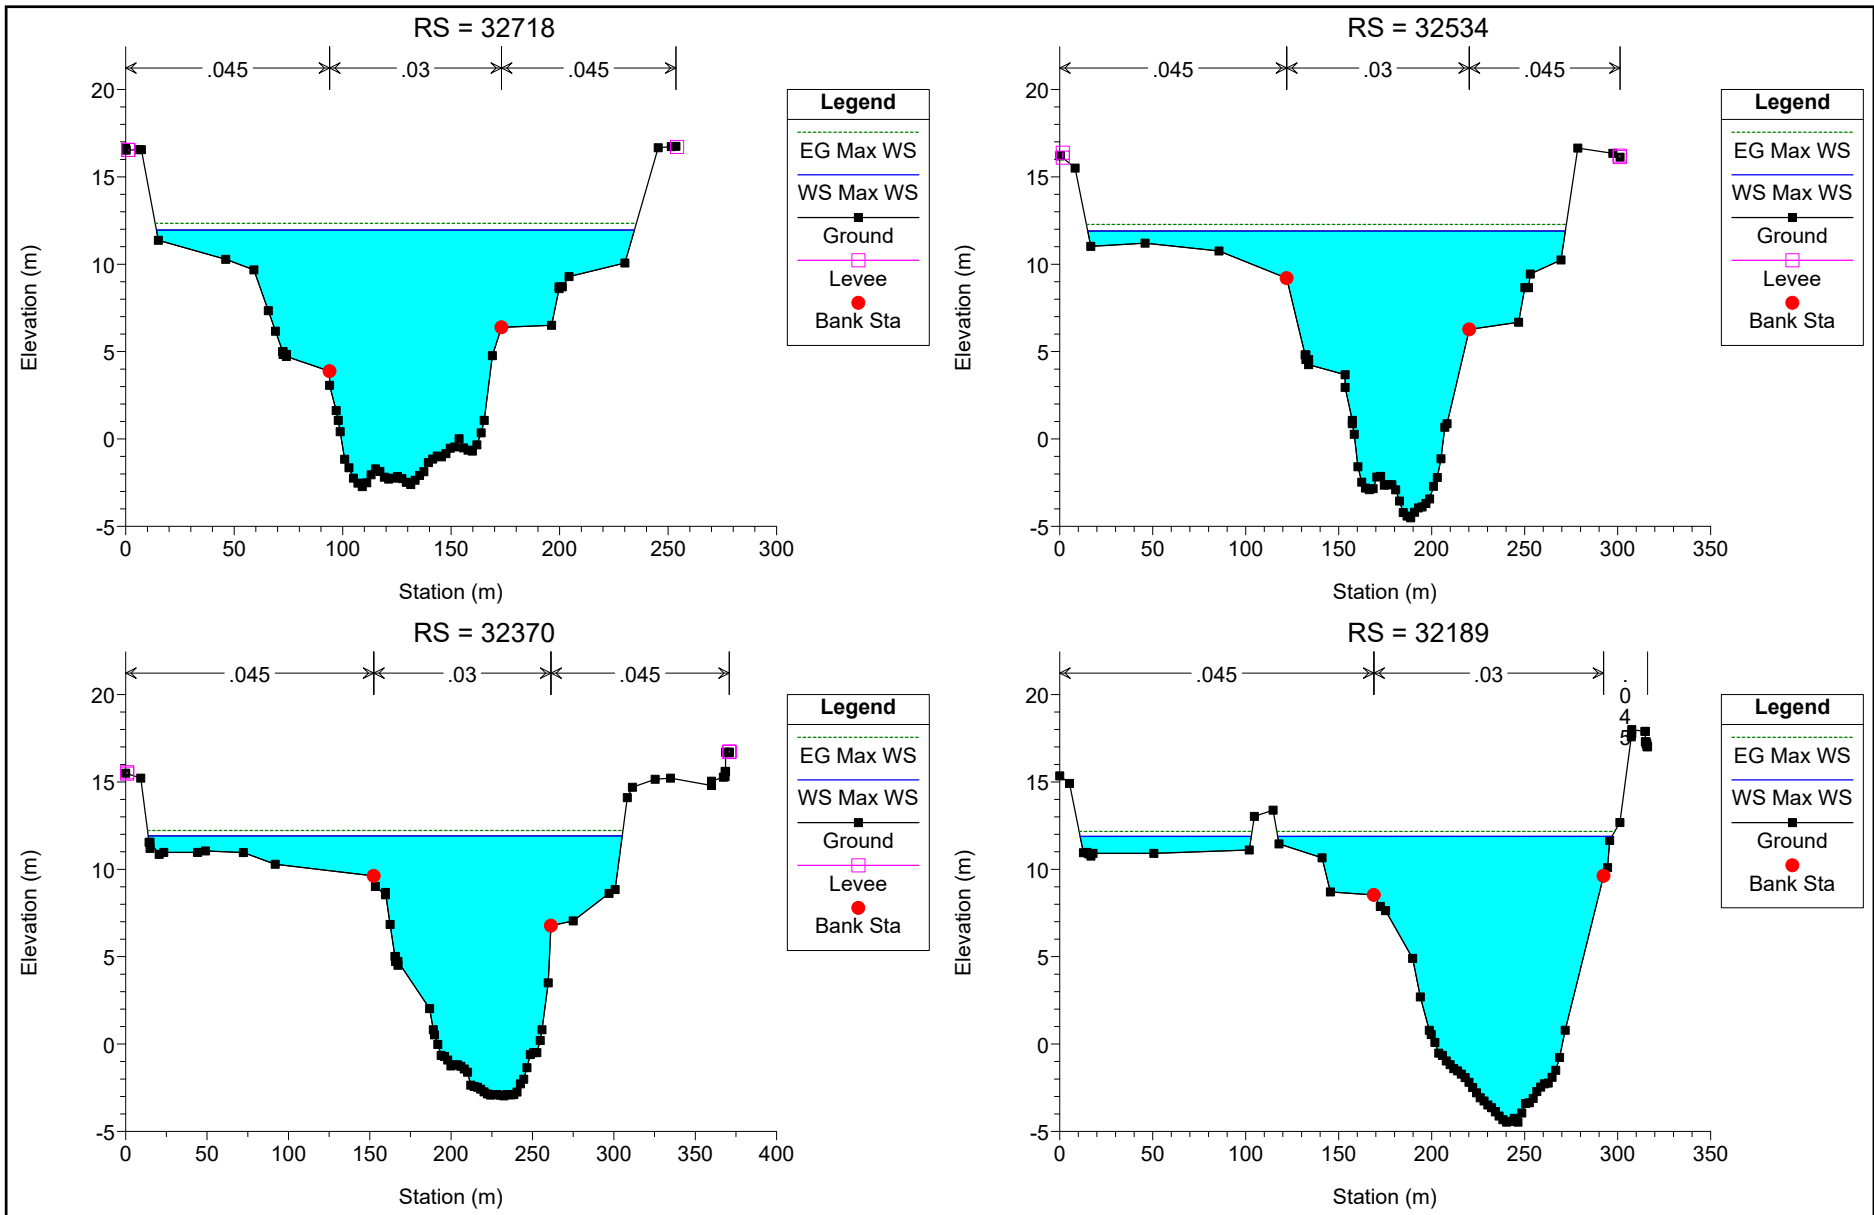 RS = 32718
.045 .03 .045
20
15
10
5
0
-5
0 50 100 150 200 250 300
Elevation (m)
Station (m)
Legend
EG Max WS
WS Max WS
Ground
Levee
Bank Sta
RS = 32534
.045 .03 .045
20
15
10
5
0
-5
0 50 100 150 200 250 300 350
Elevation (m)
Station (m)
Legend
EG Max WS
WS Max WS
Ground
Levee
Bank Sta
RS = 32370
.045 .03 .045
20
15
10
5
0
-5
0 50 100 150 200 250 300 350 400
Elevation (m)
Station (m)
Legend
EG Max WS
WS Max WS
Ground
Levee
Bank Sta
RS = 32189
.045 .03 .045
20
15
10
5
0
-5
0 50 100 150 200 250 300 350
Elevation (m)
Station (m)
Legend
EG Max WS
WS Max WS
Ground
Bank Sta